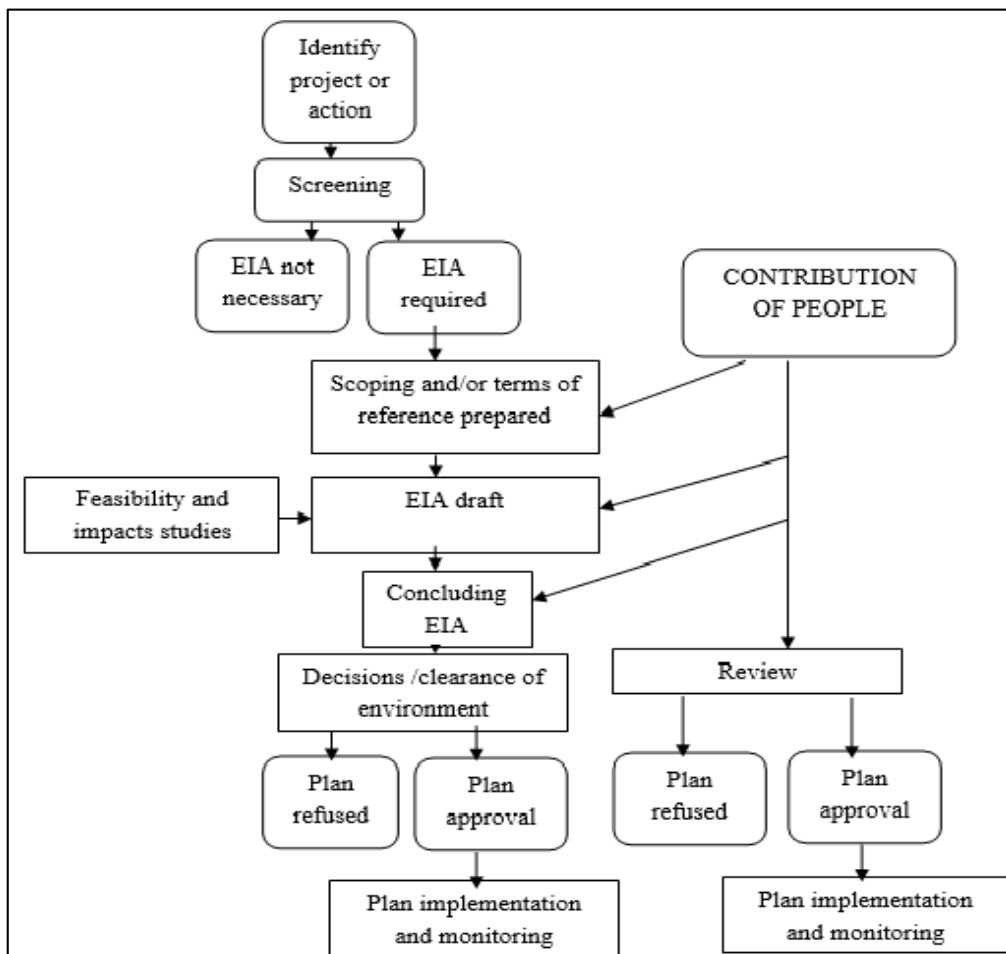 Identify
project or
action
Screening
EIA not
necessary
EIA
required
CONTRIBUTION
OF PEOPLE
Scoping and/or terms of
reference prepared
Feasibility and
impacts studies
EIA draft
Concluding
EIA
Decisions /clearance of
environment
Review
Plan
refused
Plan
approval
Plan
refused
Plan
approval
Plan implementation
and monitoring
Plan implementation
and monitoring